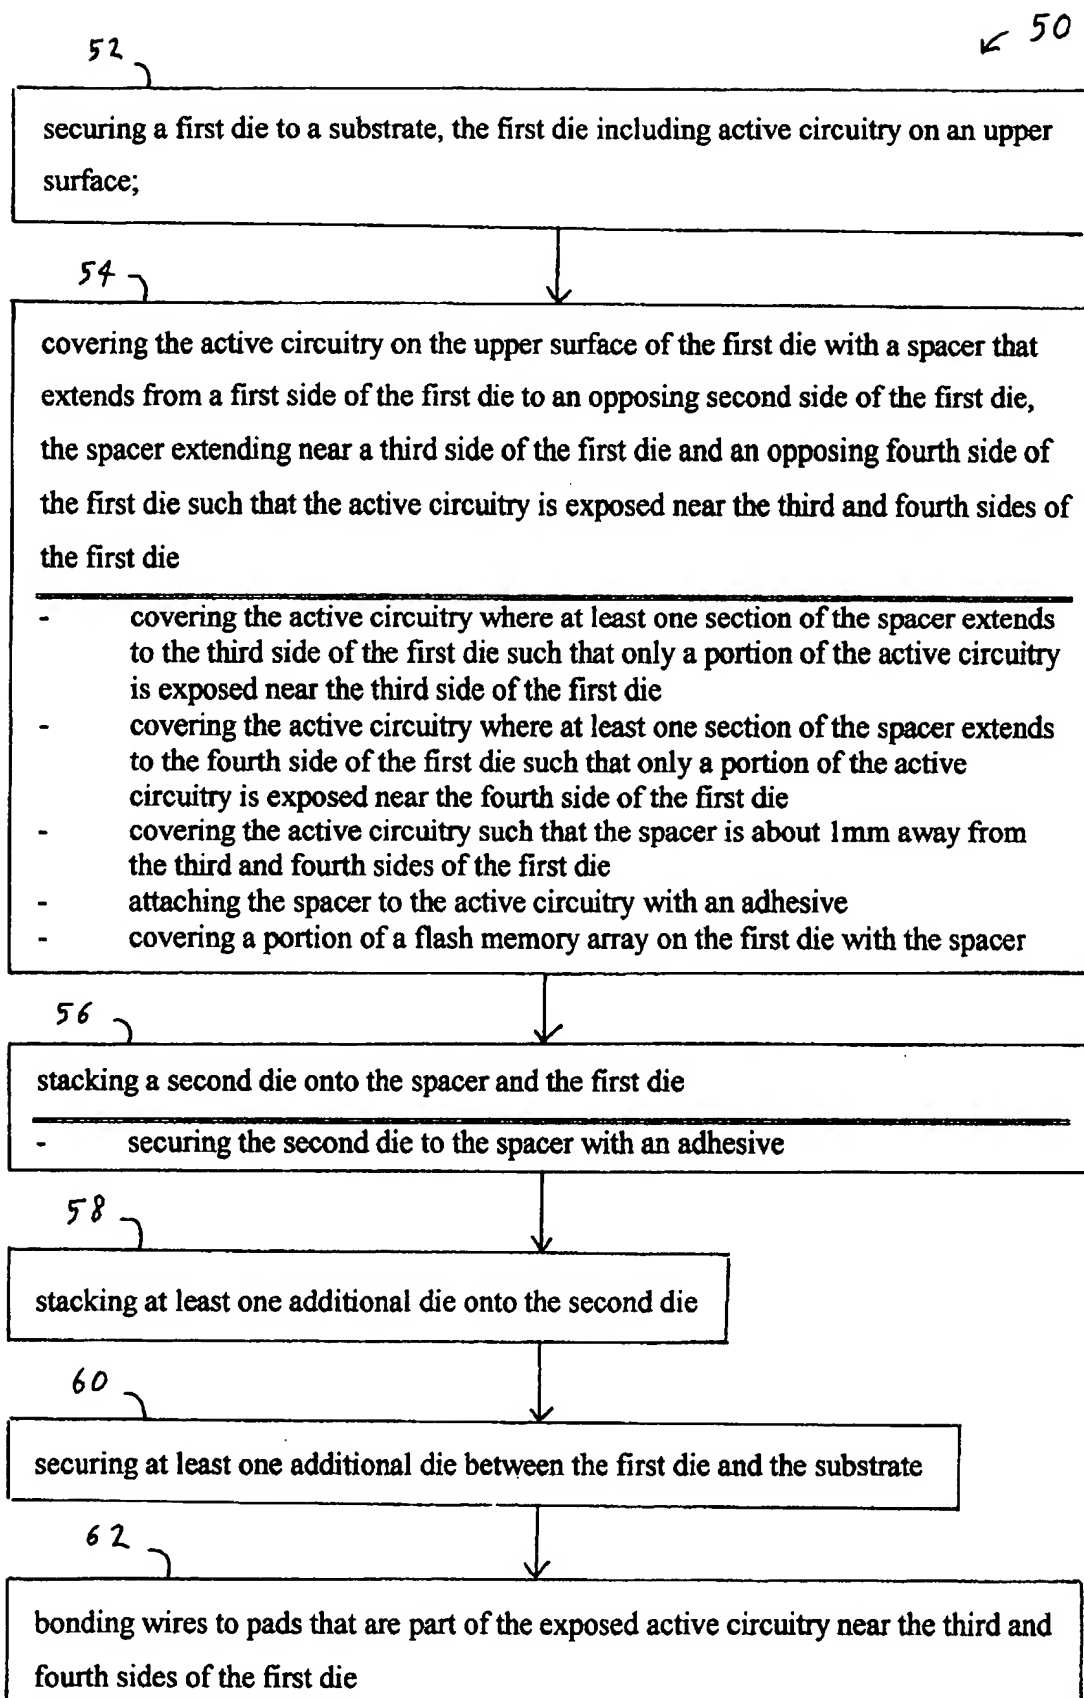 50
52
securing a first die to a substrate, the first die including active circuitry on an upper
surface;
54
covering the active circuitry on the upper surface of the first die with a spacer that
extends from a first side of the first die to an opposing second side of the first die,
the spacer extending near a third side of the first die and an opposing fourth side of
the first die such that the active circuitry is exposed near the third and fourth sides of
the first die
- covering the active circuitry where at least one section of the spacer extends
to the third side of the first die such that only a portion of the active circuitry
is exposed near the third side of the first die
- covering the active circuitry where at least one section of the spacer extends
to the fourth side of the first die such that only a portion of the active
circuitry is exposed near the fourth side of the first die
- covering the active circuitry such that the spacer is about 1mm away from
the third and fourth sides of the first die
- attaching the spacer to the active circuitry with an adhesive
- covering a portion of a flash memory array on the first die with the spacer
56
stacking a second die onto the spacer and the first die
- securing the second die to the spacer with an adhesive
58
stacking at least one additional die onto the second die
60
securing at least one additional die between the first die and the substrate
62
bonding wires to pads that are part of the exposed active circuitry near the third and
fourth sides of the first die